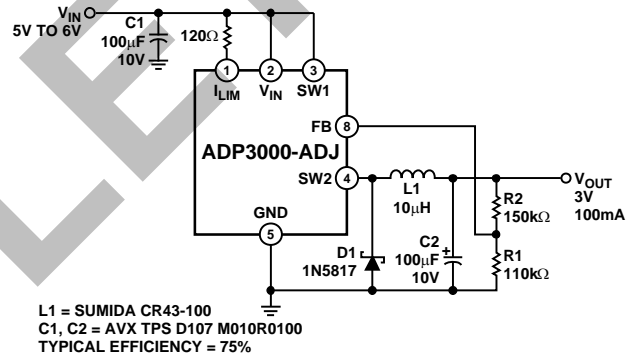 VIN
5V TO 6V
C1
100μF
10V
120Ω
1
2
3
ILIM
VIN
SW1
FB
8
ADP3000-ADJ
SW2
4
GND
5
L1
10μH
VOUT
3V
100mA
R2
150kΩ
D1
1N5817
C2
+
100μF
10V
R1
110kΩ
L1 = SUMIDA CR43-100
C1, C2 = AVX TPS D107 M010R0100
TYPICAL EFFICIENCY = 75%